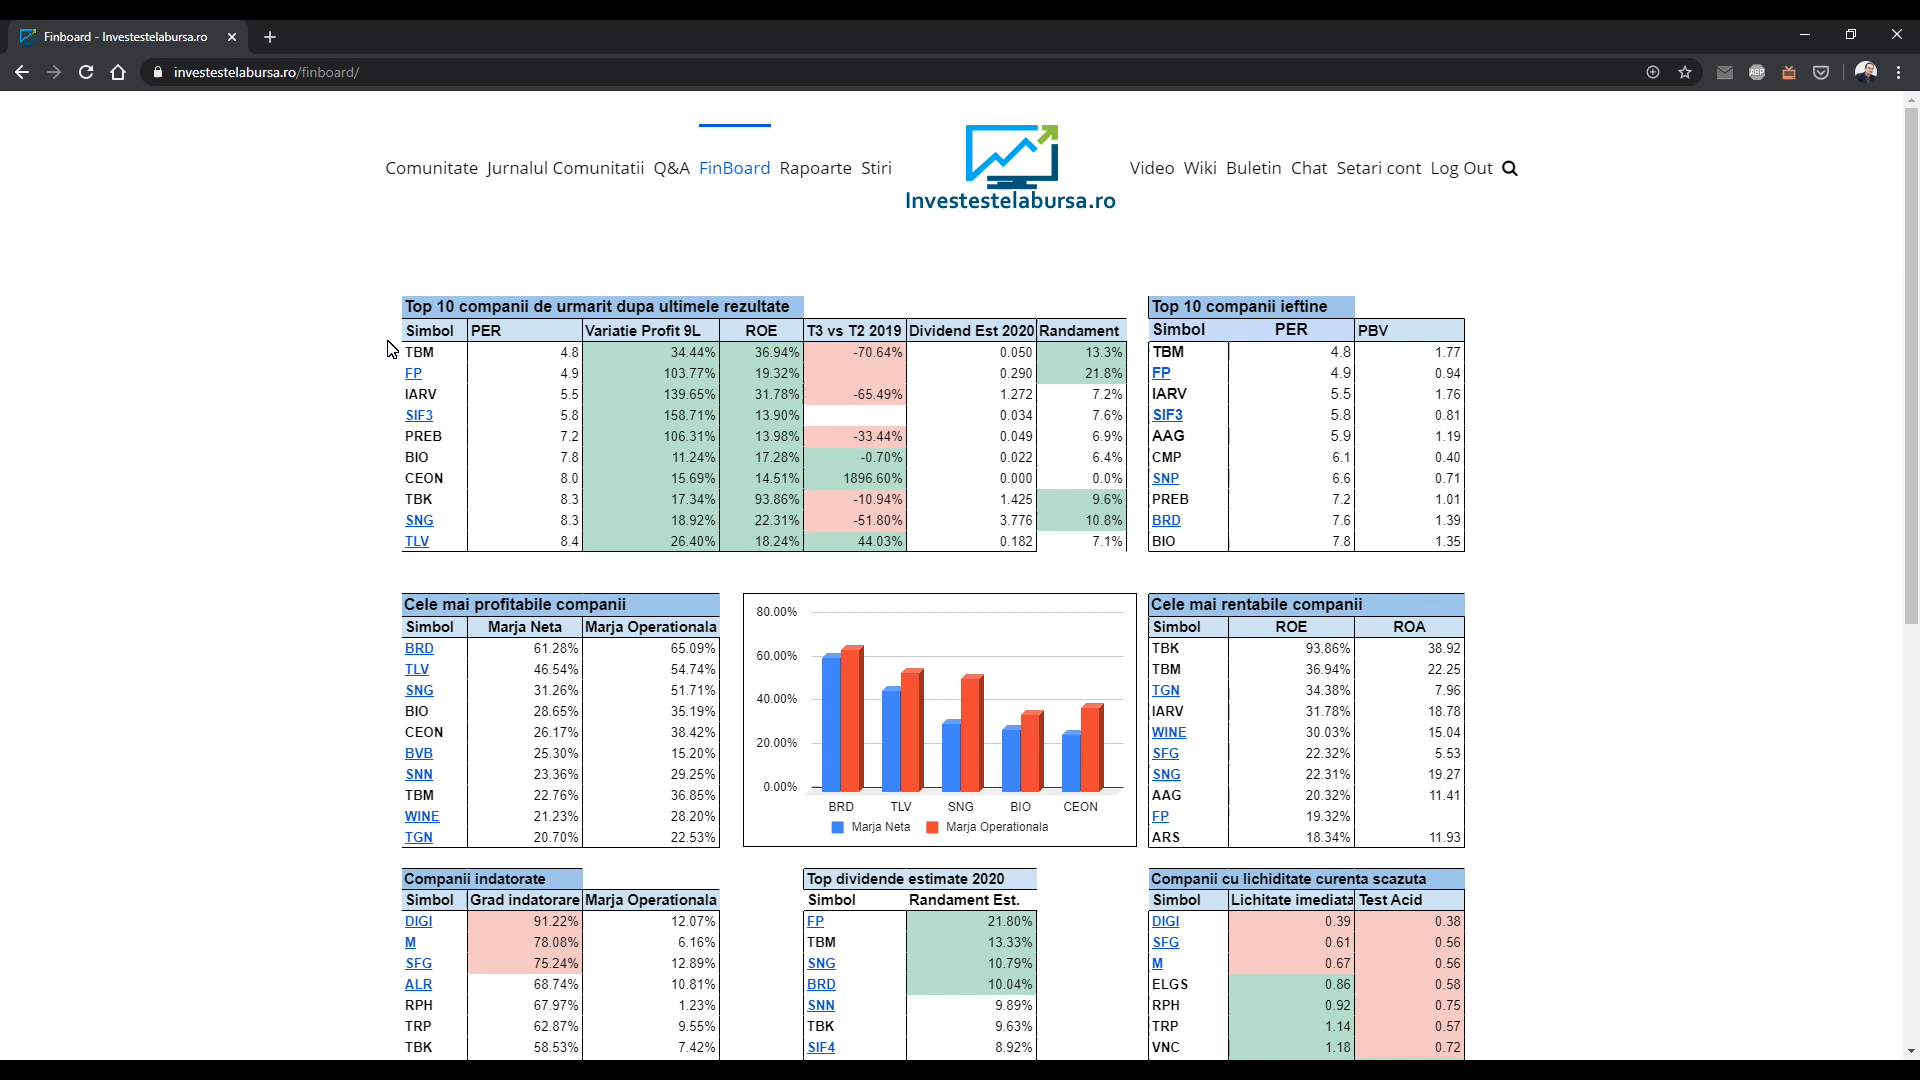 Finboard - Investestelabursa.ro
investestelabursa.ro/finboard/
ABP
Comunitate Jurnalul Comunitatii Q&A FinBoard Rapoarte Stiri
Investestelabursa.ro
Video Wiki Buletin Chat Setari cont Log Out
Top 10 companii de urmarit dupa ultimele rezultate
Simbol PER Variatie Profit 9L ROE T3 vs T2 2019 Dividend Est 2020 Randament
TBM 4.8 34.44% 36.94% -70.64% 0.050 13.3%
FP 4.9 103.77% 19.32% 0.290 21.8%
IARV 5.5 139.65% 31.78% -65.49% 1.272 7.2%
SIF3 5.8 158.71% 13.90% 0.034 7.6%
PREB 7.2 106.31% 13.98% -33.44% 0.049 6.9%
BIO 7.8 11.24% 17.28% -0.70% 0.022 6.4%
CEON 8.0 15.69% 14.51% 1896.60% 0.000 0.0%
TBK 8.3 17.34% 93.86% -10.94% 1.425 9.6%
SNG 8.3 18.92% 22.31% -51.80% 3.776 10.8%
TLV 8.4 26.40% 18.24% 44.03% 0.182 7.1%
Top 10 companii ieftine
Simbol PER PBV
TBM 4.8 1.77
FP 4.9 0.94
IARV 5.5 1.76
SIF3 5.8 0.81
AAG 5.9 1.19
CMP 6.1 0.40
SNP 6.6 0.71
PREB 7.2 1.01
BRD 7.6 1.39
BIO 7.8 1.35
Cele mai profitabile companii
Simbol Marja Neta Marja Operationala
BRD 61.28% 65.09%
TLV 46.54% 54.74%
SNG 31.26% 51.71%
BIO 28.65% 35.19%
CEON 26.17% 38.42%
BVB 25.30% 15.20%
SNN 23.36% 29.25%
TBM 22.76% 36.85%
WINE 21.23% 28.20%
TGN 20.70% 22.53%
80.00%
60.00%
40.00%
20.00%
0.00%
BRD TLV SNG BIO CEON
Marja Neta Marja Operationala
Cele mai rentabile companii
Simbol ROE ROA
TBK 93.86% 38.92
TBM 36.94% 22.25
TGN 34.38% 7.96
IARV 31.78% 18.78
WINE 30.03% 15.04
SFG 22.32% 5.53
SNG 22.31% 19.27
AAG 20.32% 11.41
FP 19.32%
ARS 18.34% 11.93
Companii indatorate
Simbol Grad indatorare Marja Operationala
DIGI 91.22% 12.07%
M 78.08% 6.16%
SFG 75.24% 12.89%
ALR 68.74% 10.81%
RPH 67.97% 1.23%
TRP 62.87% 9.55%
TBK 58.53% 7.42%
Top dividende estimate 2020
Simbol Randament Est.
FP 21.80%
TBM 13.33%
SNG 10.79%
BRD 10.04%
SNN 9.89%
TBK 9.63%
SIF4 8.92%
Companii cu lichiditate curenta scazuta
Simbol Lichitate imediata Test Acid
DIGI 0.39 0.38
SFG 0.61 0.56
M 0.67 0.56
ELGS 0.86 0.58
RPH 0.92 0.75
TRP 1.14 0.57
VNC 1.18 0.72